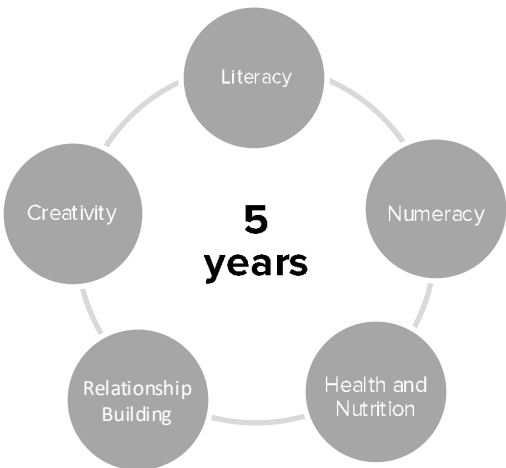 Literacy
Numeracy
Health and
Nutrition
Relationship
Building
Creativity
5
years